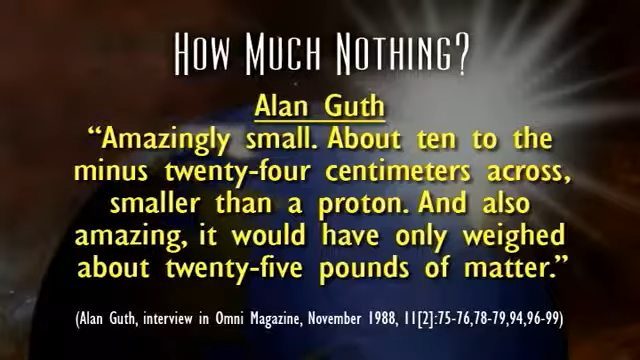 How Much Nothing?
Alan Guth
“Amazingly small. About ten to the
minus twenty-four centimeters across,
smaller than a proton. And also
amazing, it would have only weighed
about twenty-five pounds of matter.”
(Alan Guth, interview in Omni Magazine, November 1988, 11[2]:75-76,78-79,94,96-99)